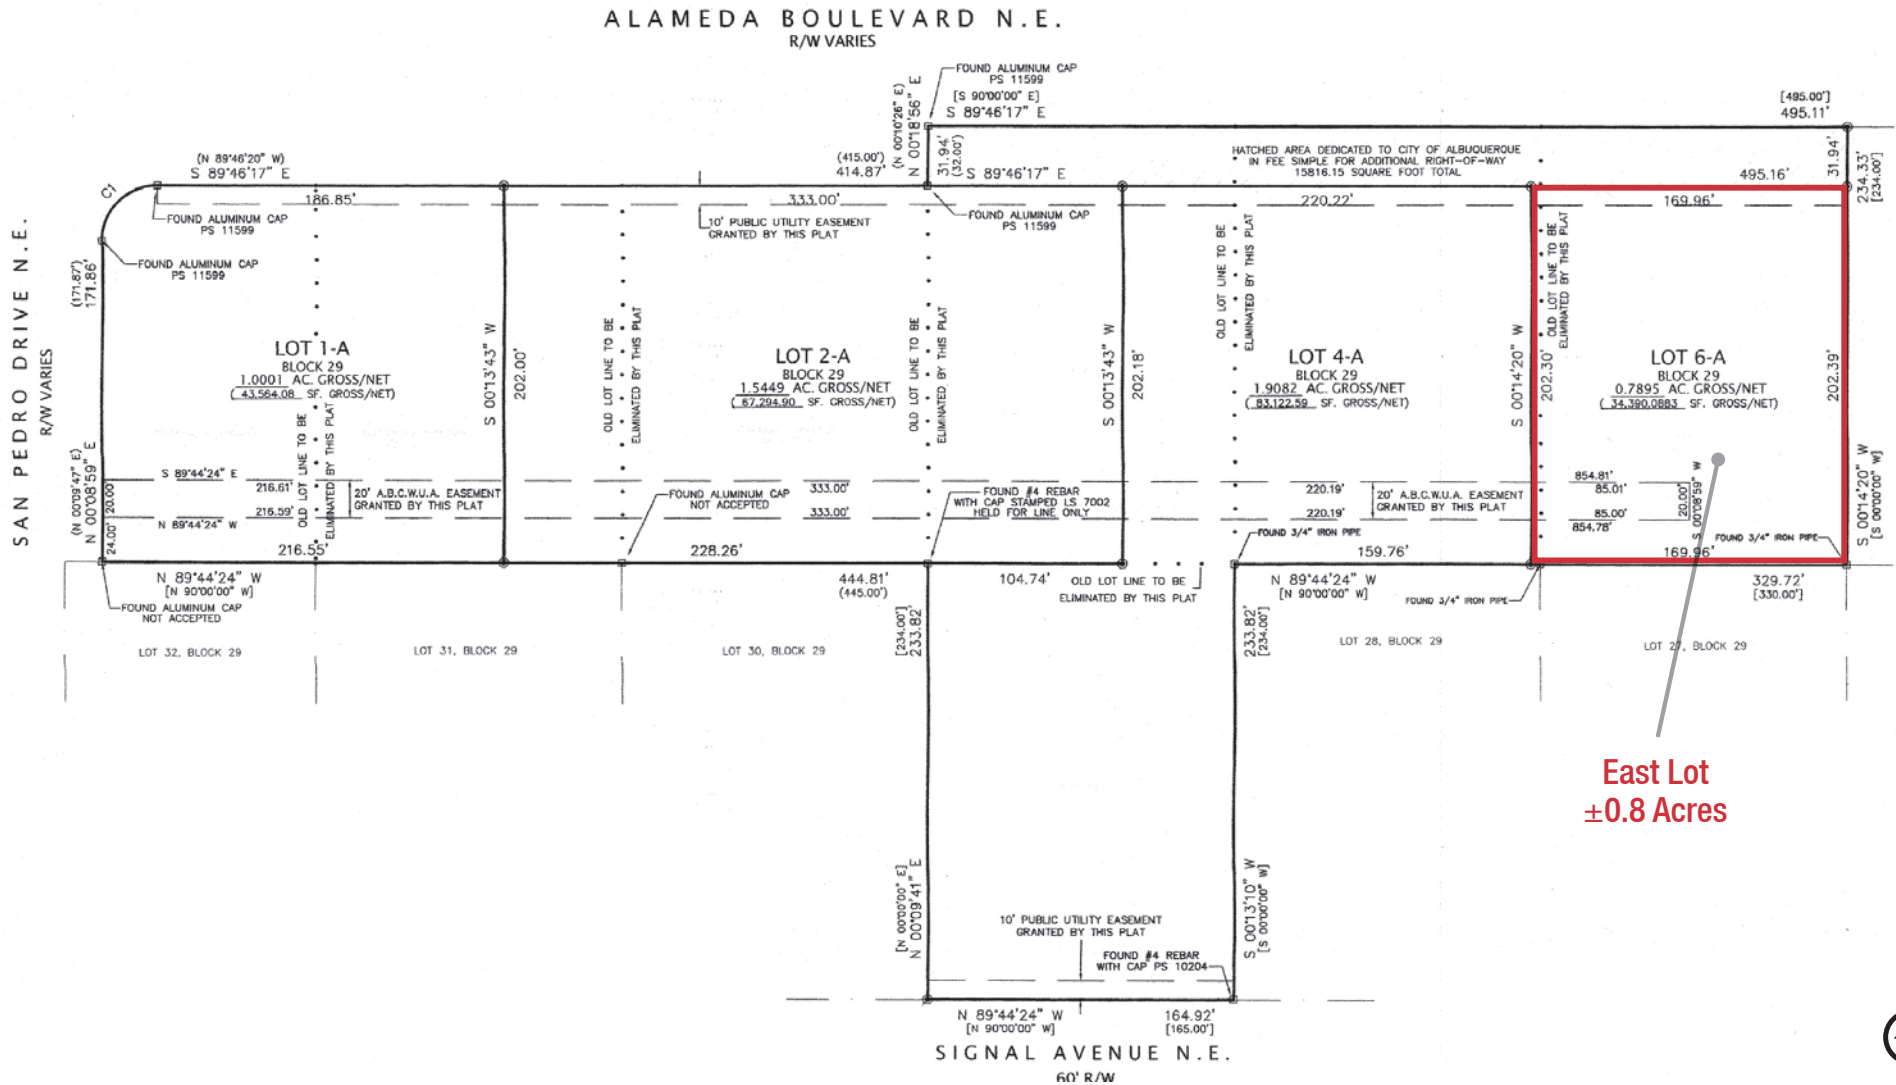 ALAMEDA BOULEVARD N.E.
R/W VARIES
FOUND ALUMINUM CAP
PS 11599
[S 90°00'00" E]
S 89°46'17" E
[495.00']
495.11'
(N 00°10'26" E)
N 00°18'56" E
31.94'
(32.00')
S 89°46'17" E
HATCHED AREA DEDICATED TO CITY OF ALBUQUERQUE
IN FEE SIMPLE FOR ADDITIONAL RIGHT-OF-WAY
15816.15 SQUARE FOOT TOTAL
495.16'
31.94'
234.33'
[234.00']
(N 89°46'20" W)
S 89°46'17" E
(415.00')
414.87'
C1
186.85'
333.00'
220.22'
169.96'
FOUND ALUMINUM CAP
PS 11599
10' PUBLIC UTILITY EASEMENT
GRANTED BY THIS PLAT
FOUND ALUMINUM CAP
PS 11599
FOUND ALUMINUM CAP
PS 11599
SAN PEDRO DRIVE N.E.
R/W VARIES
(171.87')
171.86'
(N 00°09'47" E)
N 00°08'59" E
LOT 1-A
BLOCK 29
1.0001 AC. GROSS/NET
( 43,564.08 SF. GROSS/NET)
S 00°13'43" W
202.00'
OLD LOT LINE TO BE
ELIMINATED BY THIS PLAT
OLD LOT LINE TO BE
ELIMINATED BY THIS PLAT
LOT 2-A
BLOCK 29
1.5449 AC. GROSS/NET
( 67,294.90 SF. GROSS/NET)
OLD LOT LINE TO BE
ELIMINATED BY THIS PLAT
S 00°13'43" W
202.18'
OLD LOT LINE TO BE
ELIMINATED BY THIS PLAT
LOT 4-A
BLOCK 29
1.9082 AC. GROSS/NET
( 83,122.59 SF. GROSS/NET)
S 00°14'20" W
202.30'
OLD LOT LINE TO BE
ELIMINATED BY THIS PLAT
LOT 6-A
BLOCK 29
0.7895 AC. GROSS/NET
( 34,390.0883 SF. GROSS/NET)
202.39'
S 00°14'20" W
[S 00°00'00" W]
S 89°44'24" E
216.61'
216.59'
N 89°44'24" W
20.00'
24.00'
20' A.B.C.W.U.A. EASEMENT
GRANTED BY THIS PLAT
FOUND ALUMINUM CAP
NOT ACCEPTED
333.00'
333.00'
FOUND #4 REBAR
WITH CAP STAMPED LS 7002
HELD FOR LINE ONLY
220.19'
220.19'
20' A.B.C.W.U.A. EASEMENT
GRANTED BY THIS PLAT
854.81'
85.01'
85.00'
854.78'
20.00'
S 00°08'59" W
FOUND 3/4" IRON PIPE
FOUND 3/4" IRON PIPE
216.55'
228.26'
159.76'
169.96'
N 89°44'24" W
[N 90°00'00" W]
FOUND ALUMINUM CAP
NOT ACCEPTED
444.81'
(445.00')
104.74'
OLD LOT LINE TO BE
ELIMINATED BY THIS PLAT
N 89°44'24" W
[N 90°00'00" W]
FOUND 3/4" IRON PIPE
329.72'
[330.00']
[234.00']
233.82'
233.82'
[234.00']
LOT 32, BLOCK 29
LOT 31, BLOCK 29
LOT 30, BLOCK 29
LOT 28, BLOCK 29
LOT 27, BLOCK 29
East Lot
±0.8 Acres
[N 00°00'00" E]
N 00°09'41" E
S 00°13'10" W
[S 00°00'00" W]
10' PUBLIC UTILITY EASEMENT
GRANTED BY THIS PLAT
FOUND #4 REBAR
WITH CAP PS 10204
N 89°44'24" W
[N 90°00'00" W]
164.92'
[165.00']
SIGNAL AVENUE N.E.
60' R/W